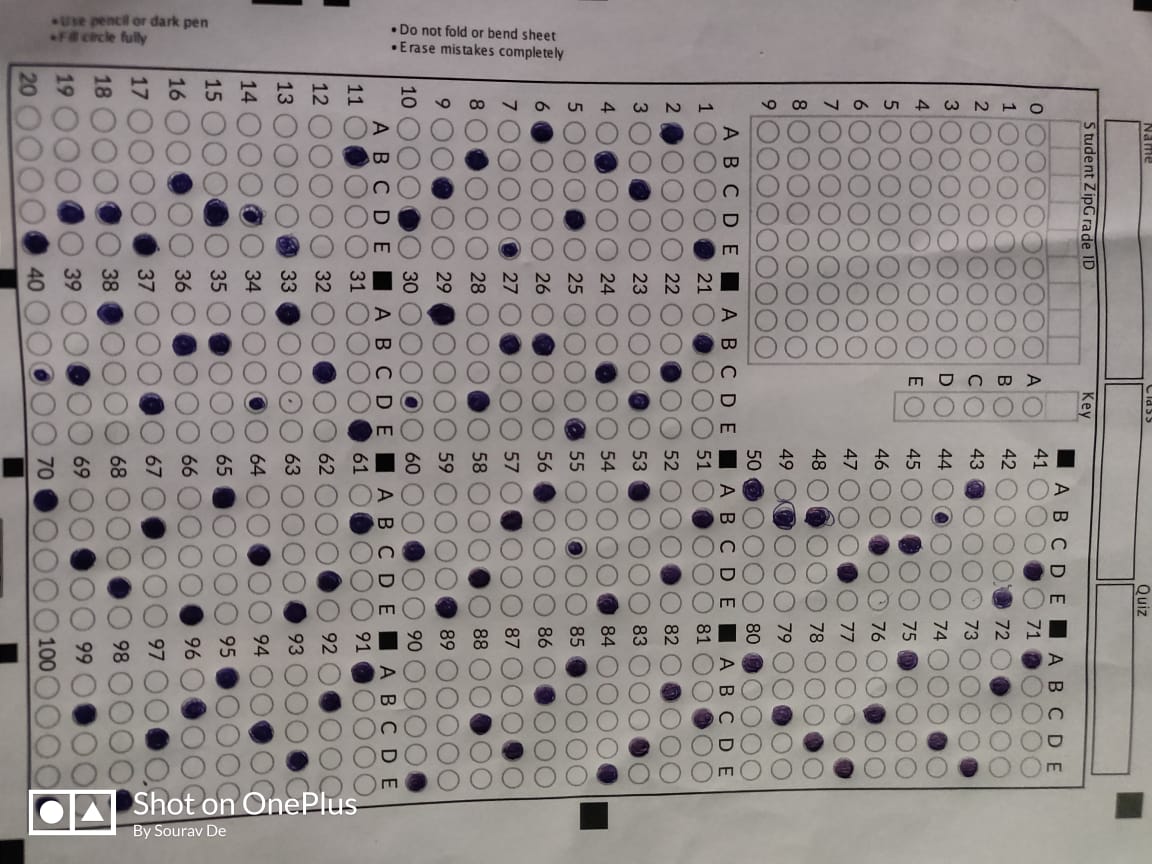 • Use pencil or dark pen
• Fill circle fully
• Do not fold or bend sheet
• Erase mistakes completely
Name Class Quiz
Student ZipGrade ID Key
A B C D E A B C D E
0 A 41 71
1 B 42 72
2 C 43 73
3 D 44 74
4 E 45 75
5 46 76
6 47 77
7 48 78
8 49 79
9 50 80
A B C D E A B C D E A B C D E A B C D E
1 21 51 81
2 22 52 82
3 23 53 83
4 24 54 84
5 25 55 85
6 26 56 86
7 27 57 87
8 28 58 88
9 29 59 89
10 30 60 90
A B C D E A B C D E A B C D E A B C D E
11 31 61 91
12 32 62 92
13 33 63 93
14 34 64 94
15 35 65 95
16 36 66 96
17 37 67 97
18 38 68 98
19 39 69 99
20 40 70 100
Shot on OnePlus
By Sourav De